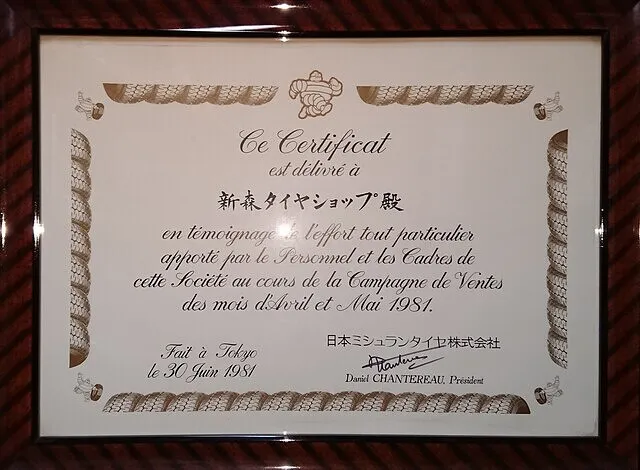 Ce Certificat
est délivré à
新森タイヤショップ殿
en témoignage de l'effort tout particulier
apporté par le Personnel et les Cadres de
cette Société au cours de la Campagne de Ventes
des mois d'Avril et Mai 1981.
Fait à Tokyo
le 30 Juin 1981
日本ミシュランタイヤ株式会社
Daniel CHANTEREAU, Président